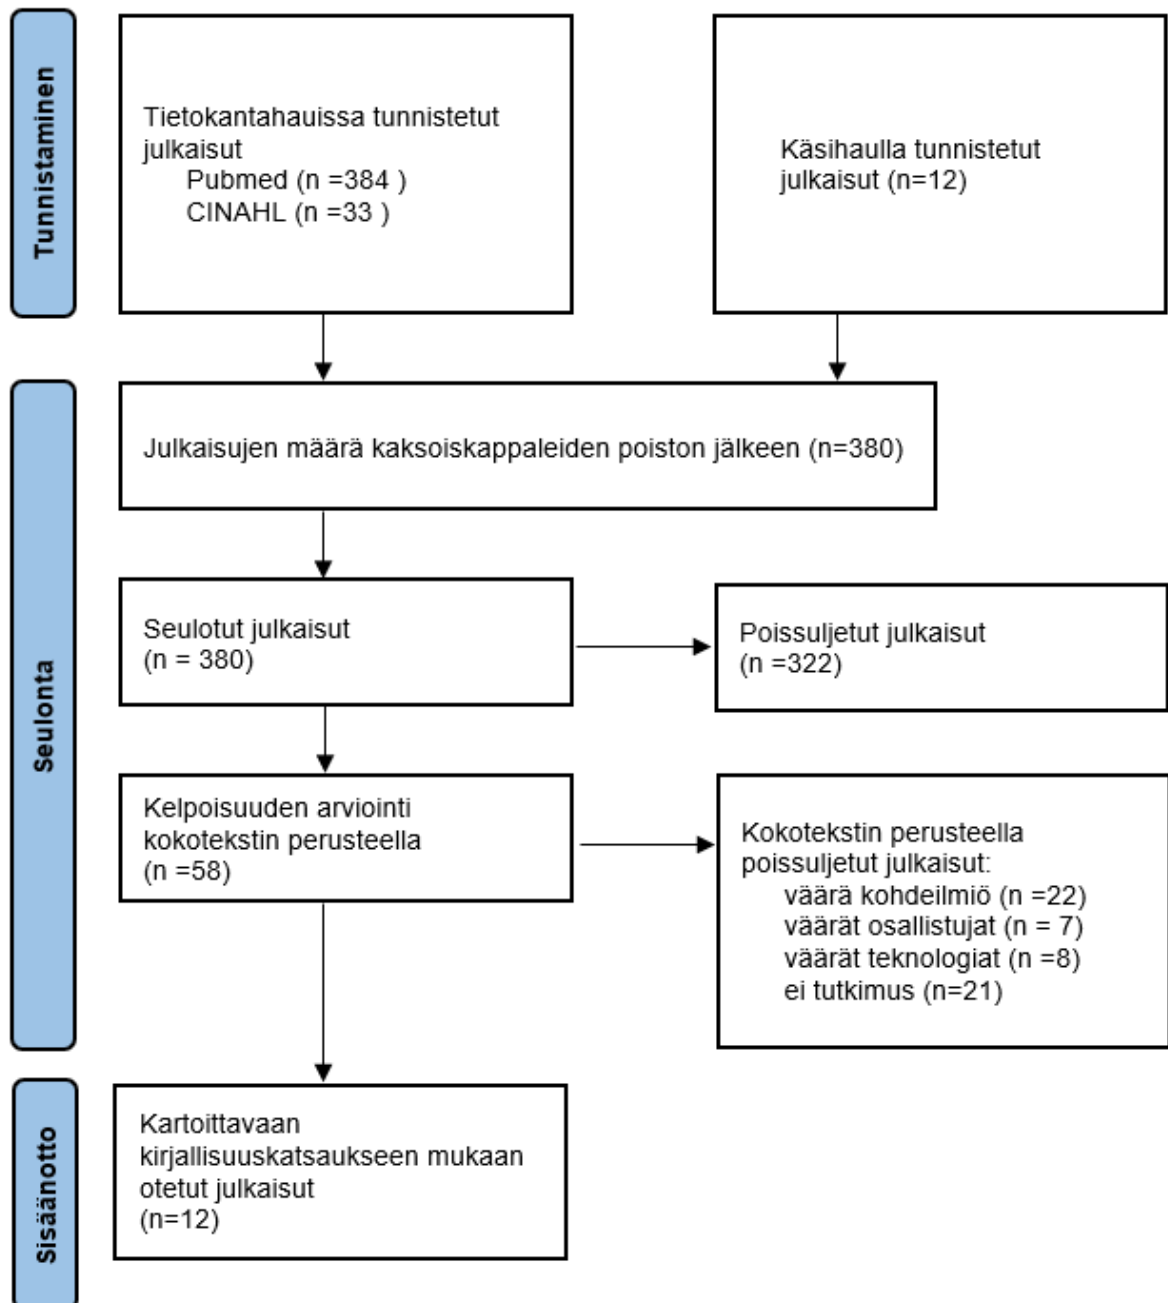 Tunnistaminen
Tietokantahauissa tunnistetut
julkaisut
Pubmed (n =384 )
CINAHL (n =33 )
Käsihaulla tunnistetut
julkaisut (n=12)
Seulonta
Julkaisujen määrä kaksoiskappaleiden poiston jälkeen (n=380)
Seulotut julkaisut
(n = 380)
Poissuljetut julkaisut
(n =322)
Kelpoisuuden arviointi
kokotekstin perusteella
(n =58)
Kokotekstin perusteella
poissuljetut julkaisut:
väärä kohdeilmiö (n =22)
väärät osallistujat (n = 7)
väärät teknologiat (n =8)
ei tutkimus (n=21)
Sisäänotto
Kartoittavaan
kirjallisuuskatsaukseen mukaan
otetut julkaisut
(n=12)